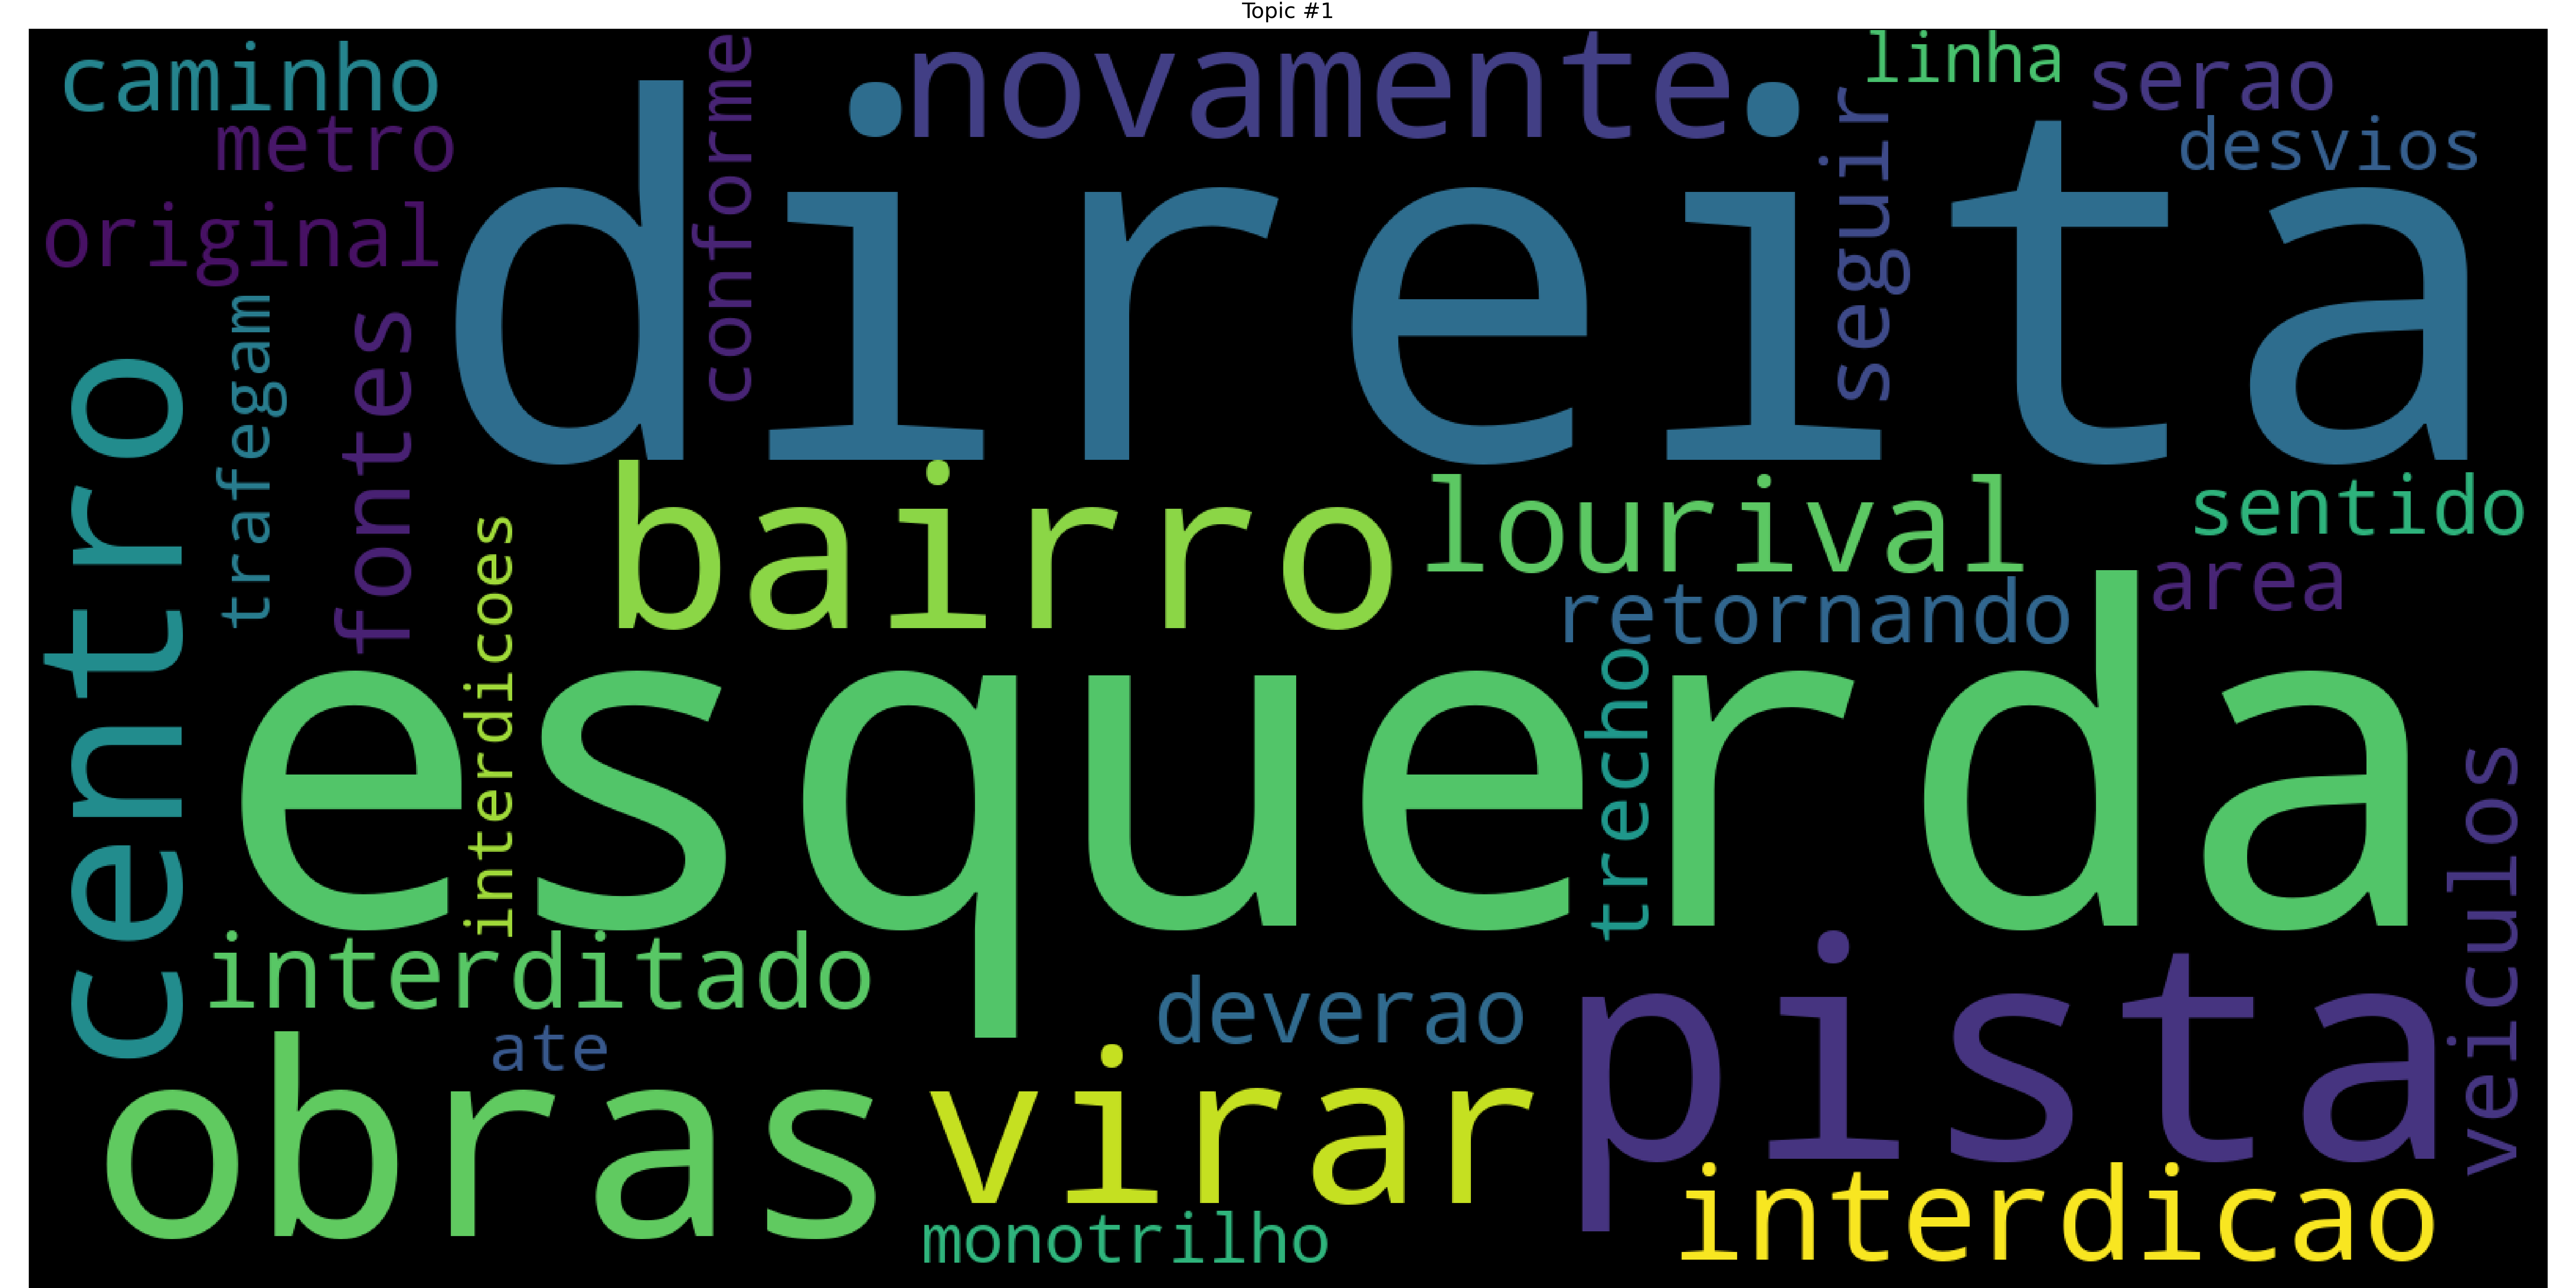 Topic #1
caminho
novamente
linha
serao
metro
conforme
seguir
desvios
original
direita
trafegam
fontes
centro
bairro
lourival
sentido
interdicoes
retornando
area
esquerda
trecho
veiculos
interditado
deverao
pista
ate
obras
virar
monotrilho
interdicao